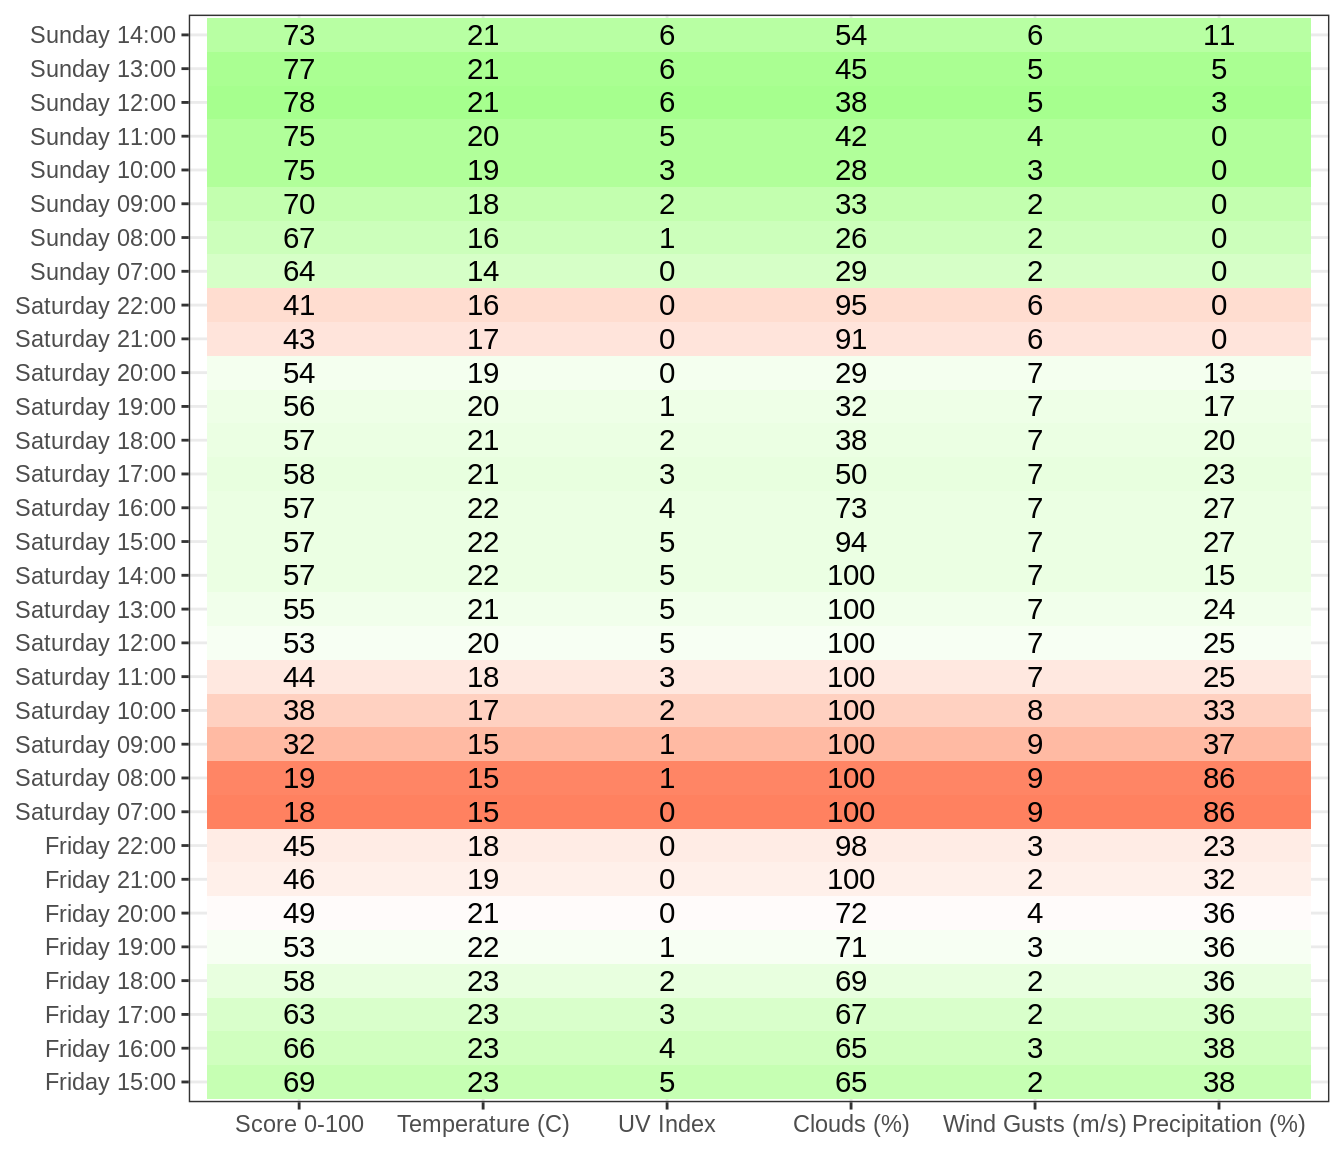 Sunday 14:00 73 21 6 54 6 11
Sunday 13:00 77 21 6 45 5 5
Sunday 12:00 78 21 6 38 5 3
Sunday 11:00 75 20 5 42 4 0
Sunday 10:00 75 19 3 28 3 0
Sunday 09:00 70 18 2 33 2 0
Sunday 08:00 67 16 1 26 2 0
Sunday 07:00 64 14 0 29 2 0
Saturday 22:00 41 16 0 95 6 0
Saturday 21:00 43 17 0 91 6 0
Saturday 20:00 54 19 0 29 7 13
Saturday 19:00 56 20 1 32 7 17
Saturday 18:00 57 21 2 38 7 20
Saturday 17:00 58 21 3 50 7 23
Saturday 16:00 57 22 4 73 7 27
Saturday 15:00 57 22 5 94 7 27
Saturday 14:00 57 22 5 100 7 15
Saturday 13:00 55 21 5 100 7 24
Saturday 12:00 53 20 5 100 7 25
Saturday 11:00 44 18 3 100 7 25
Saturday 10:00 38 17 2 100 8 33
Saturday 09:00 32 15 1 100 9 37
Saturday 08:00 19 15 1 100 9 86
Saturday 07:00 18 15 0 100 9 86
Friday 22:00 45 18 0 98 3 23
Friday 21:00 46 19 0 100 2 32
Friday 20:00 49 21 0 72 4 36
Friday 19:00 53 22 1 71 3 36
Friday 18:00 58 23 2 69 2 36
Friday 17:00 63 23 3 67 2 36
Friday 16:00 66 23 4 65 3 38
Friday 15:00 69 23 5 65 2 38
Score 0-100 Temperature (C) UV Index Clouds (%) Wind Gusts (m/s) Precipitation (%)